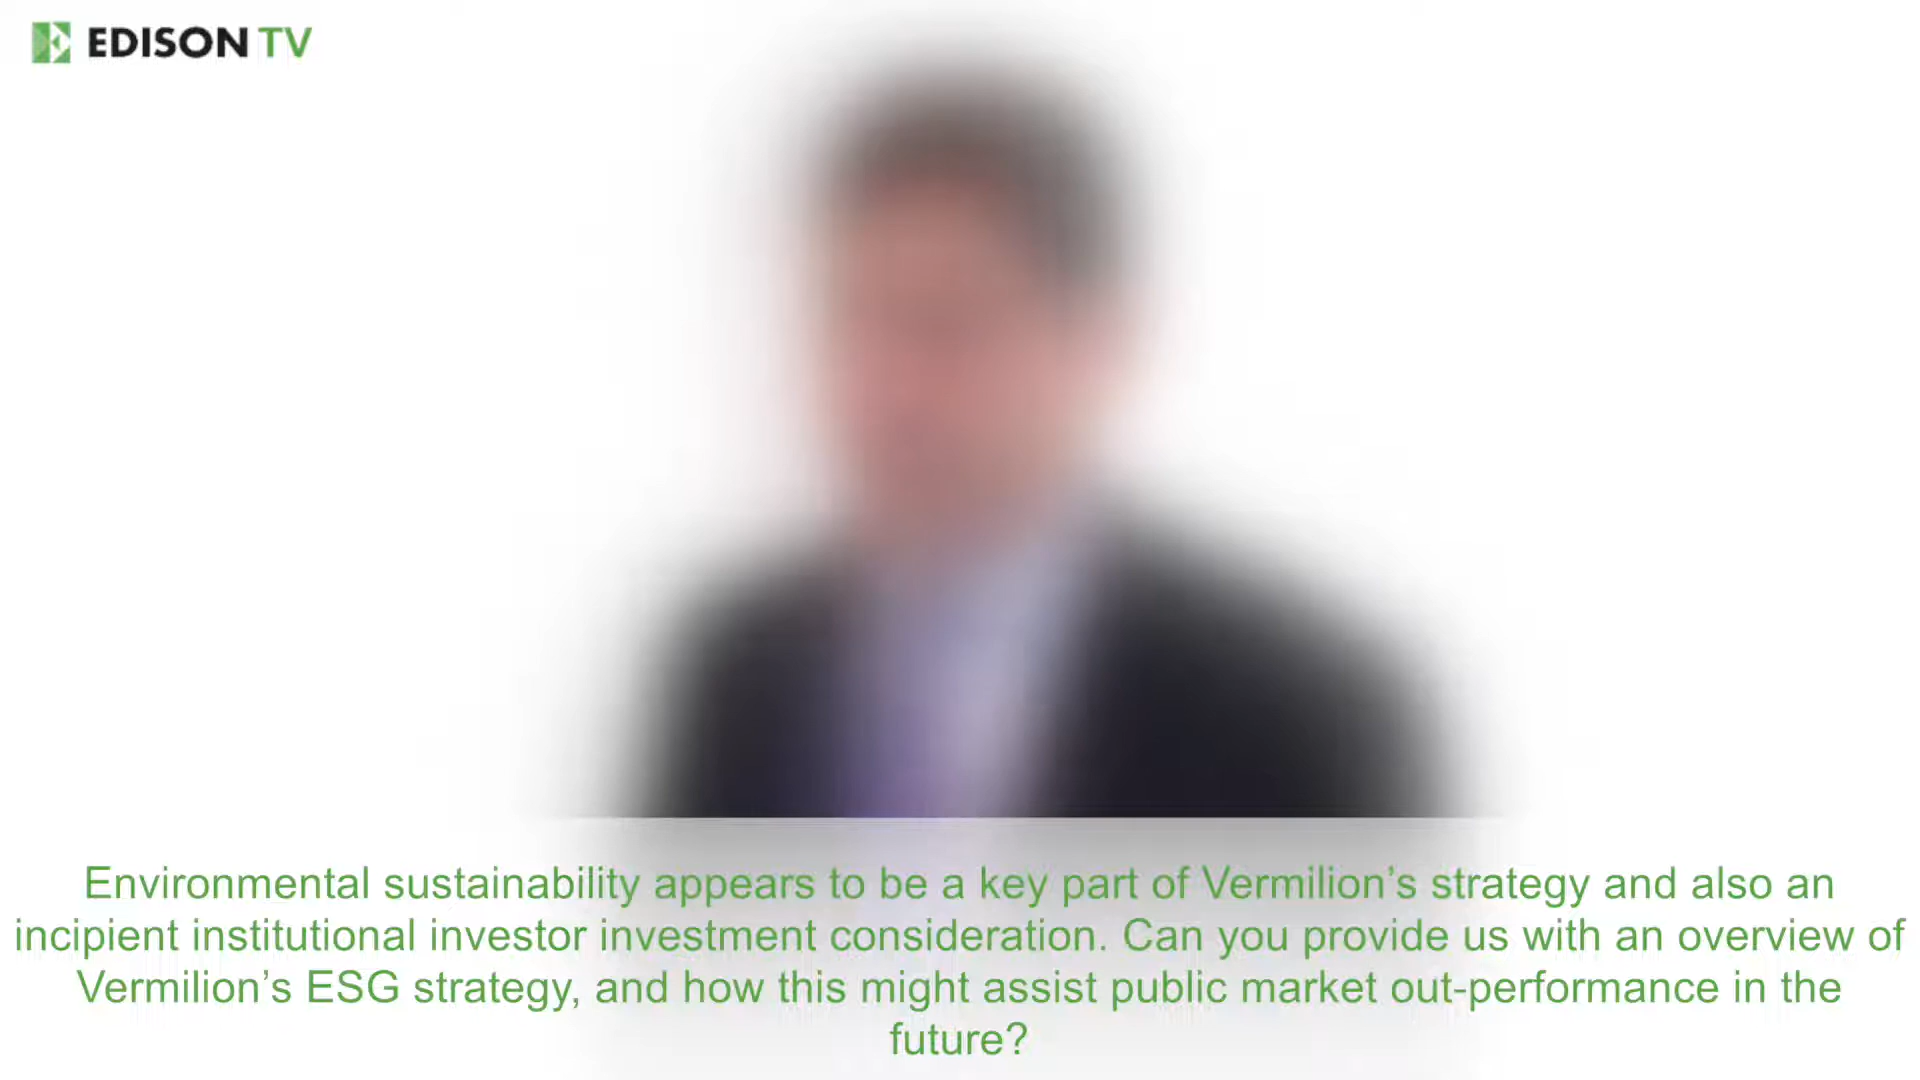 EDISON TV
Environmental sustainability appears to be a key part of Vermilion’s strategy and also an
incipient institutional investor investment consideration. Can you provide us with an overview of
Vermilion’s ESG strategy, and how this might assist public market out-performance in the
future?